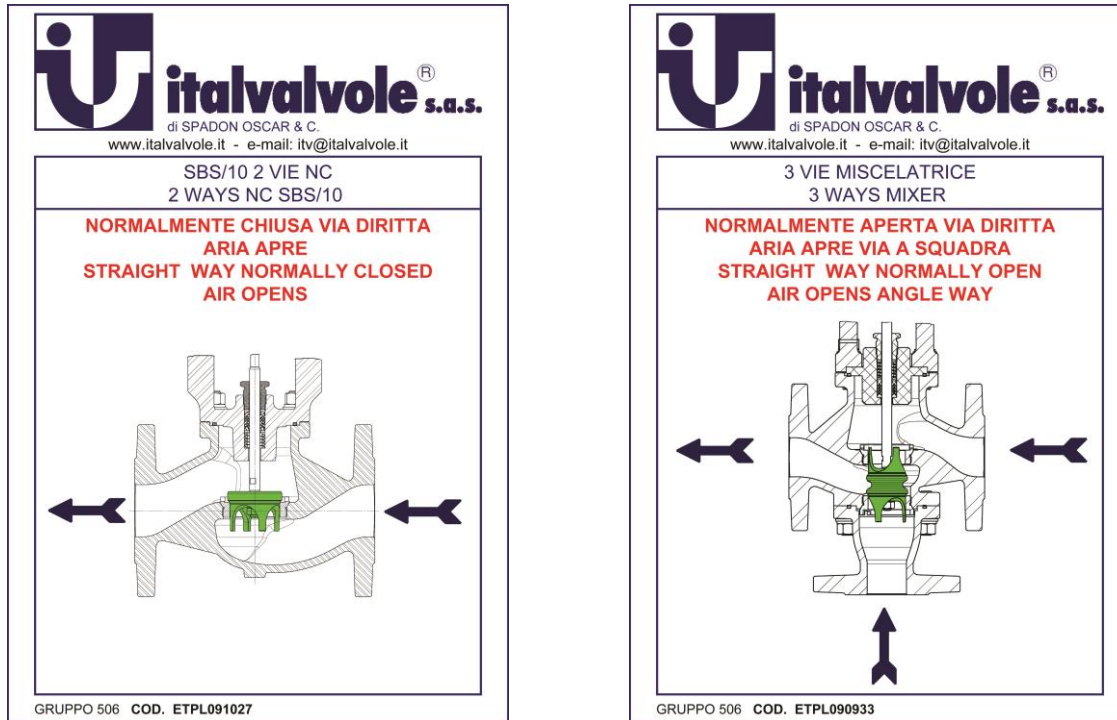 italvalvole® s.a.s.
di SPADON OSCAR & C.
www.italvalvole.it - e-mail: itv@italvalvole.it
SBS/10 2 VIE NC
2 WAYS NC SBS/10
NORMALMENTE CHIUSA VIA DIRITTA
ARIA APRE
STRAIGHT WAY NORMALLY CLOSED
AIR OPENS
GRUPPO 506 COD. ETPL091027
italvalvole® s.a.s.
di SPADON OSCAR & C.
www.italvalvole.it - e-mail: itv@italvalvole.it
3 VIE MISCELATRICE
3 WAYS MIXER
NORMALMENTE APERTA VIA DIRITTA
ARIA APRE VIA A SQUADRA
STRAIGHT WAY NORMALLY OPEN
AIR OPENS ANGLE WAY
GRUPPO 506 COD. ETPL090933